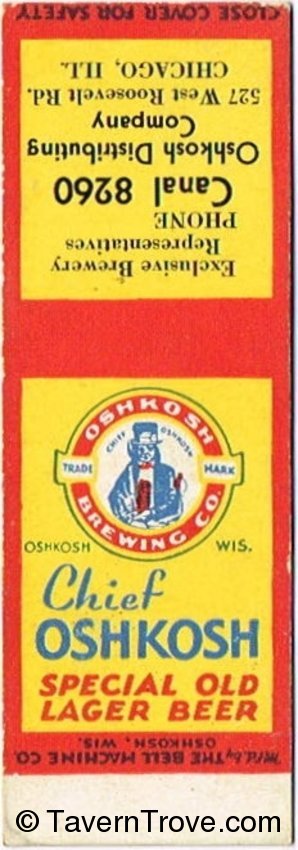 CLOSE COVER FOR SAFETY
Exclusive Brewery
Representatives
PHONE
Canal 8260
Oshkosh Distributing
Company
527 West Roosevelt Rd.
CHICAGO, ILL.
OSHKOSH
CHIEF OSHKOSH
TRADE MARK
BREWING CO.
OSHKOSH WIS.
Chief
OSHKOSH
SPECIAL OLD
LAGER BEER
M'f'd. by THE BELL MACHINE CO.
OSHKOSH, WIS.
© TavernTrove.com